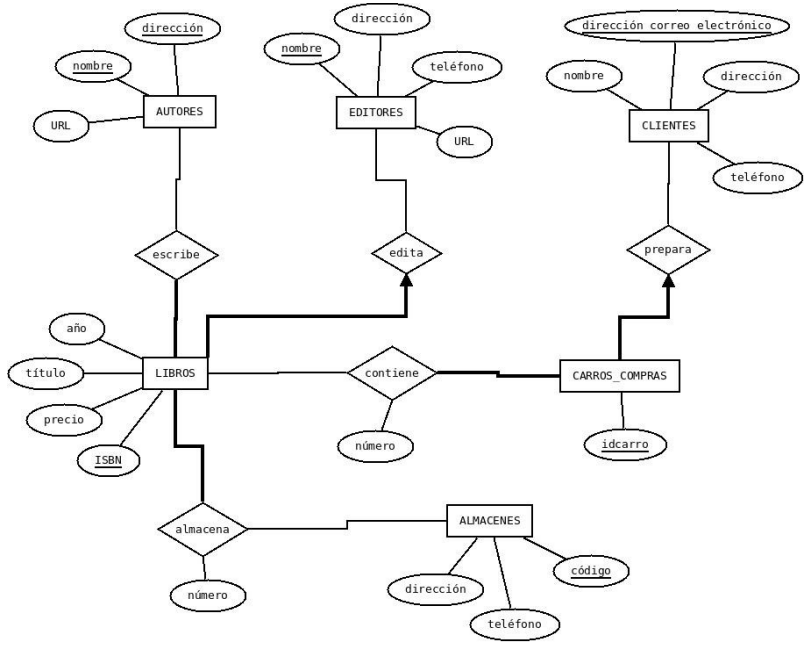 dirección
dirección
dirección correo electrónico
nombre
nombre
teléfono
nombre
dirección
URL
AUTORES
EDITORES
URL
CLIENTES
teléfono
escribe
edita
prepara
año
título
LIBROS
contiene
CARROS_COMPRAS
precio
ISBN
número
idcarro
almacena
ALMACENES
número
dirección
código
teléfono